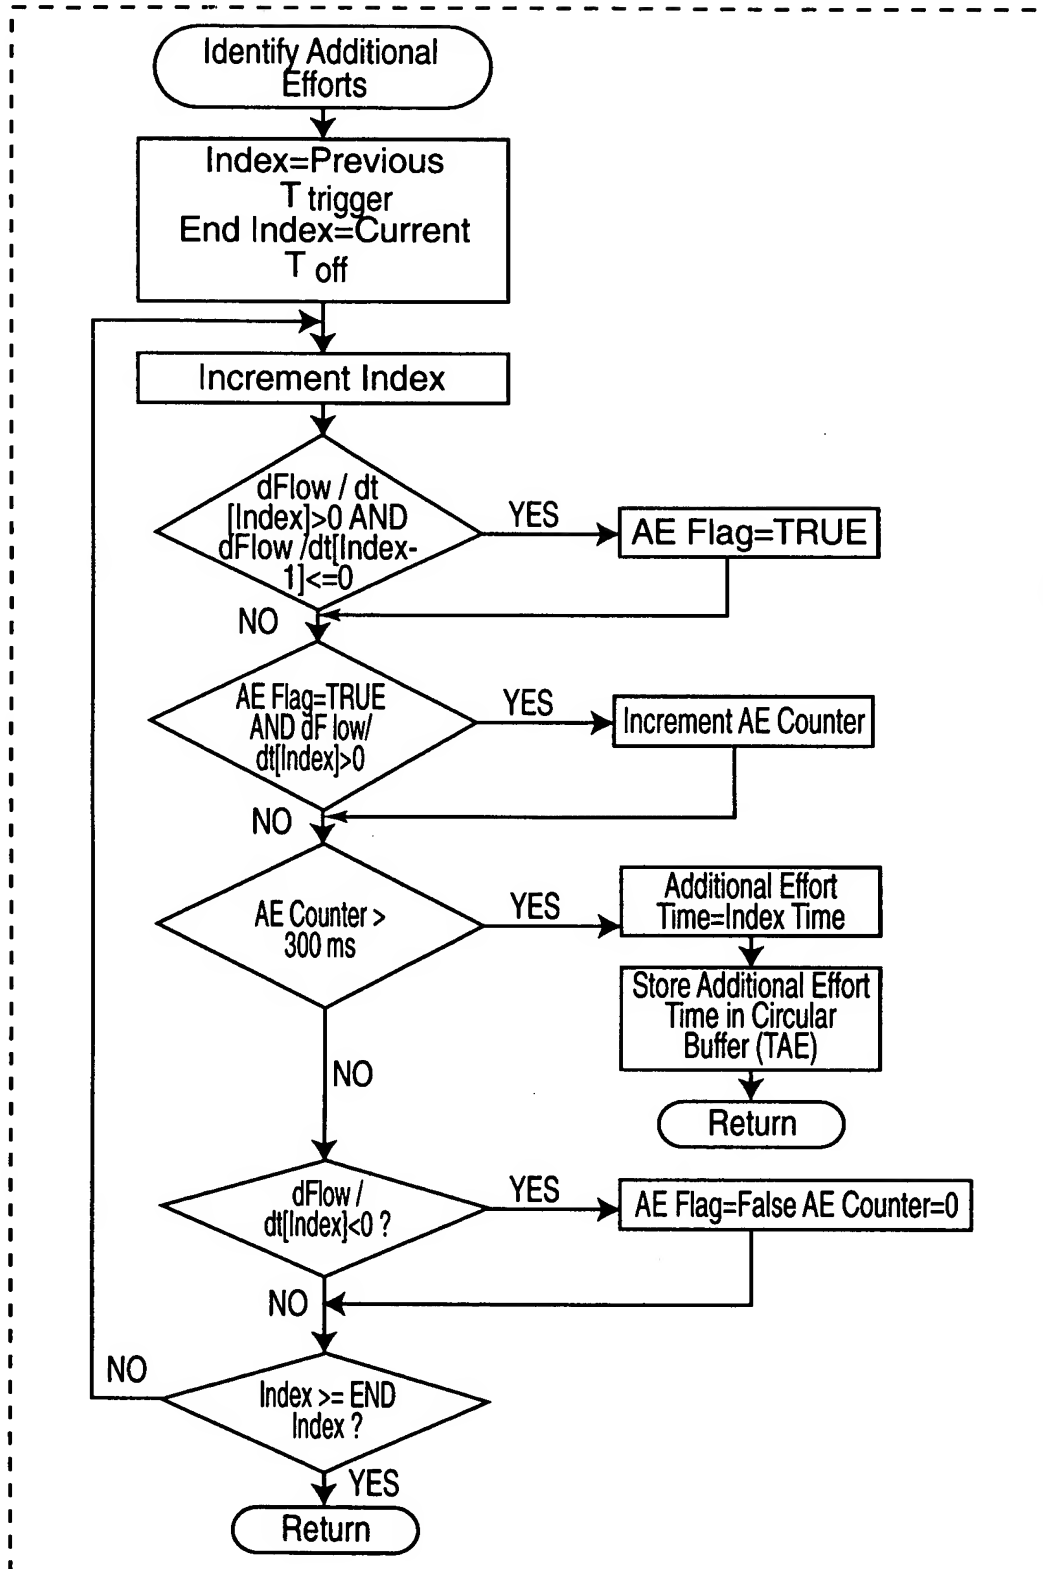 Identify Additional
Efforts
Index=Previous
T trigger
End Index=Current
T off
Increment Index
dFlow / dt
[Index]>0 AND
dFlow /dt[Index-
1]<=0
YES
AE Flag=TRUE
NO
AE Flag=TRUE
AND dF low/
dt[Index]>0
YES
Increment AE Counter
NO
AE Counter >
300 ms
YES
Additional Effort
Time=Index Time
Store Additional Effort
Time in Circular
Buffer (TAE)
Return
NO
dFlow /
dt[Index]<0 ?
YES
AE Flag=False AE Counter=0
NO
Index >= END
Index ?
NO
YES
Return